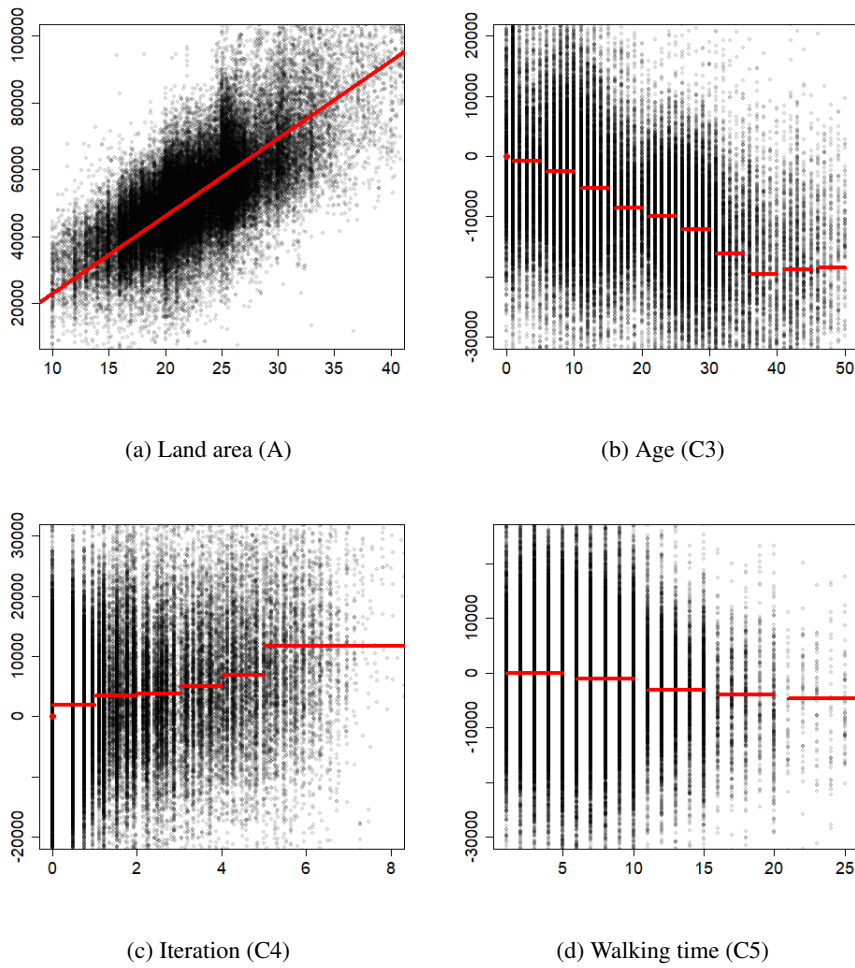 20000 40000 60000 80000 100000
10 15 20 25 30 35 40
(a) Land area (A)
-30000 -10000 0 10000 20000
0 10 20 30 40 50
(b) Age (C3)
-20000 0 10000 20000 30000
0 2 4 6 8
(c) Iteration (C4)
-30000 -10000 0 10000
5 10 15 20 25
(d) Walking time (C5)